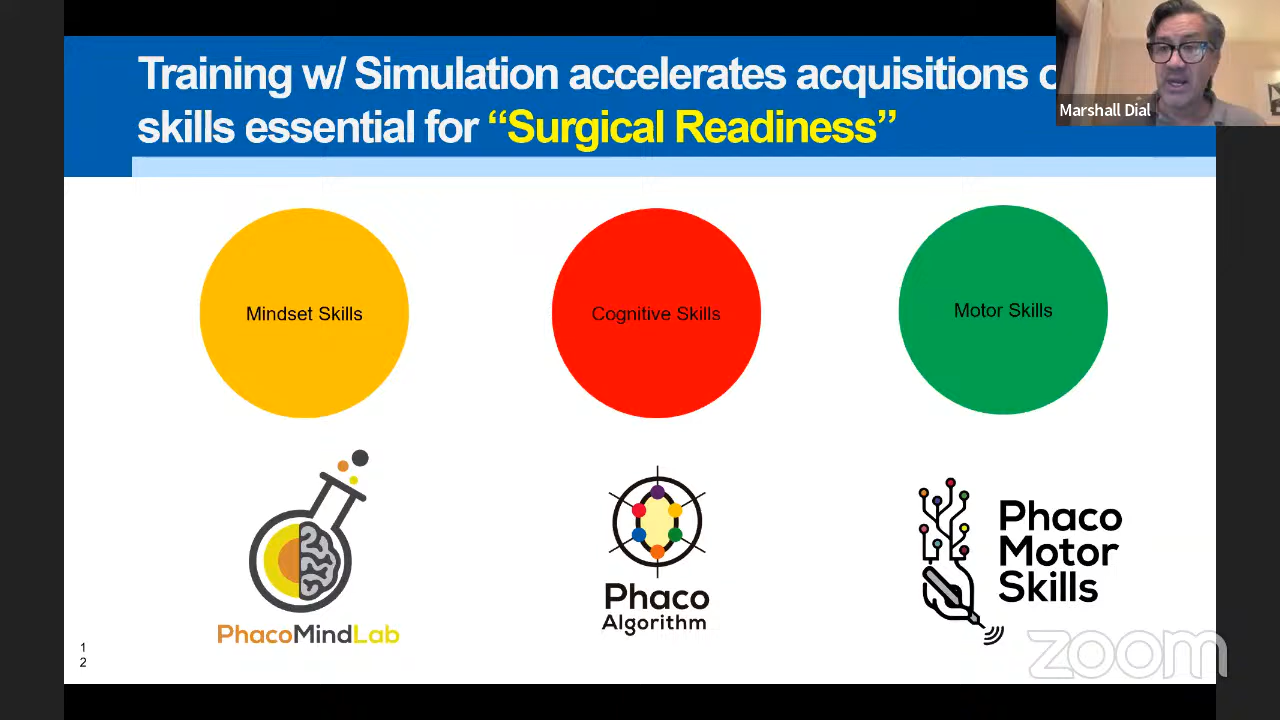 Training w/ Simulation accelerates acquisitions
skills essential for “Surgical Readiness”
Marshall Dial
Mindset Skills
Cognitive Skills
Motor Skills
PhacoMindLab
Phaco
Algorithm
Phaco
Motor
Skills
1
2
zoom